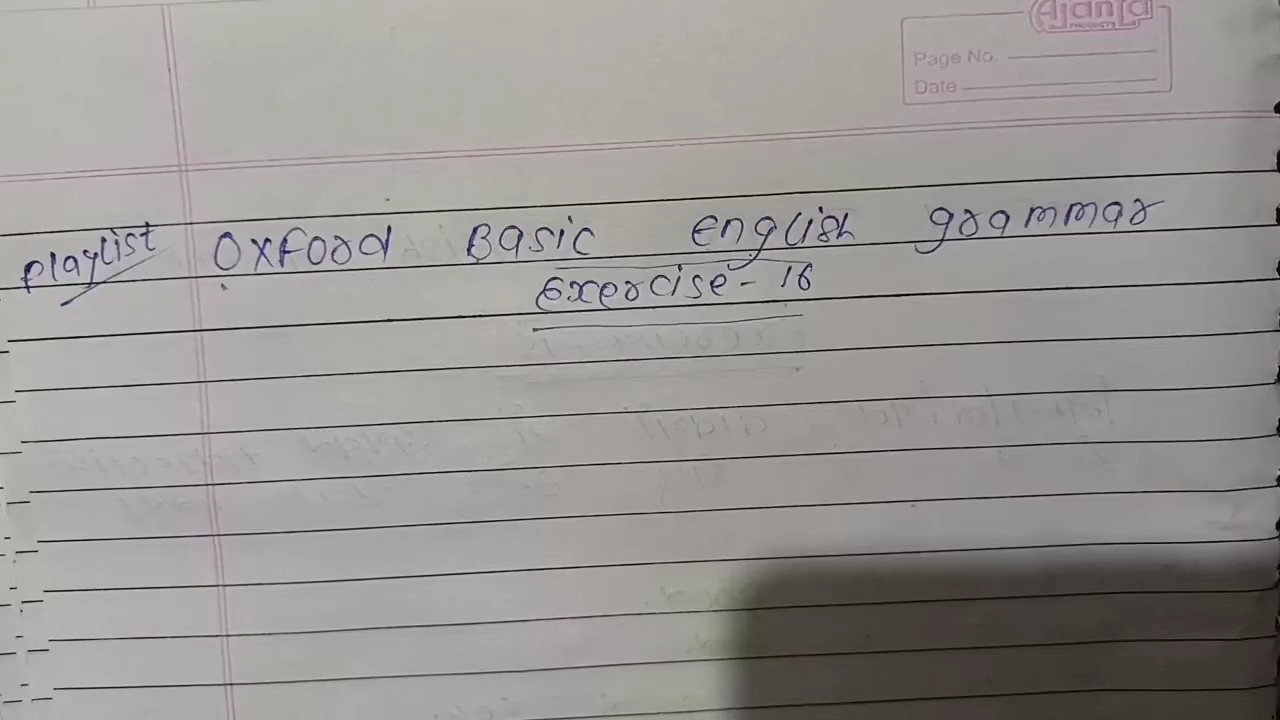 Ajanta
Page No.
Date
Playlist Oxford Basic english grammar
Exercise - 16